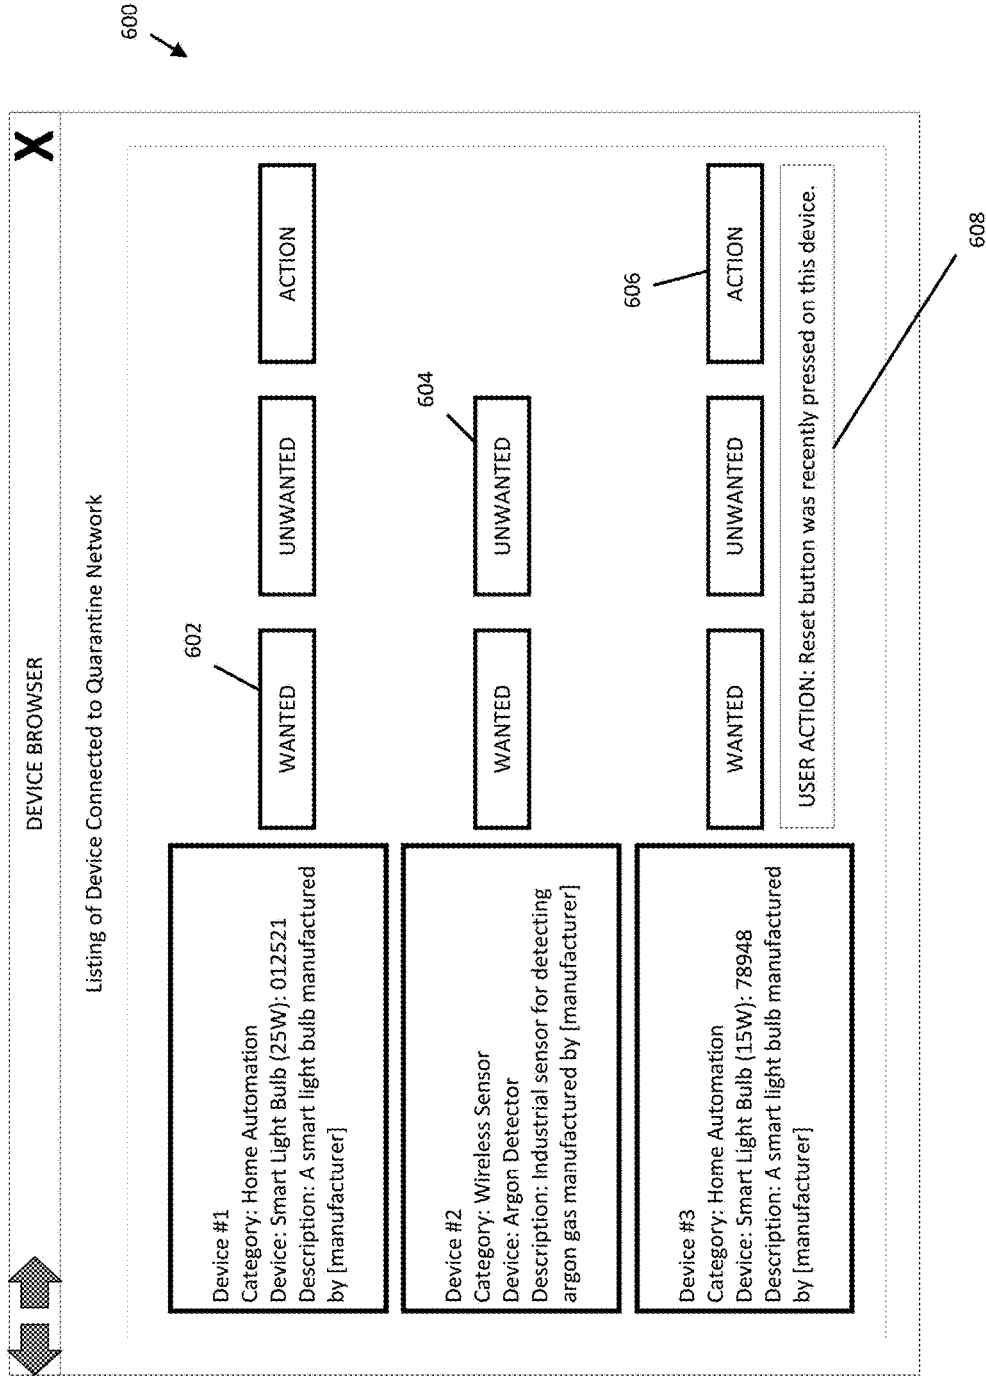 600
DEVICE BROWSER
X
Listing of Device Connected to Quarantine Network
Device #1
Category: Home Automation
Device: Smart Light Bulb (25W): 012521
Description: A smart light bulb manufactured
by [manufacturer]
602
WANTED
UNWANTED
ACTION
Device #2
Category: Wireless Sensor
Device: Argon Detector
Description: Industrial sensor for detecting
argon gas manufactured by [manufacturer]
WANTED
604
UNWANTED
Device #3
Category: Home Automation
Device: Smart Light Bulb (15W): 78948
Description: A smart light bulb manufactured
by [manufacturer]
WANTED
UNWANTED
606
ACTION
USER ACTION: Reset button was recently pressed on this device.
608